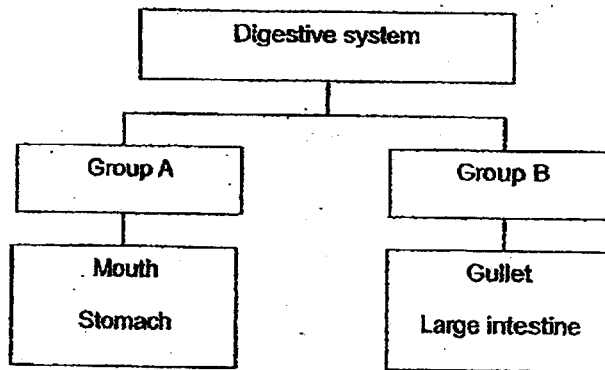 Digestive system
Group A
Group B
Mouth
Stomach
Gullet
Large intestine